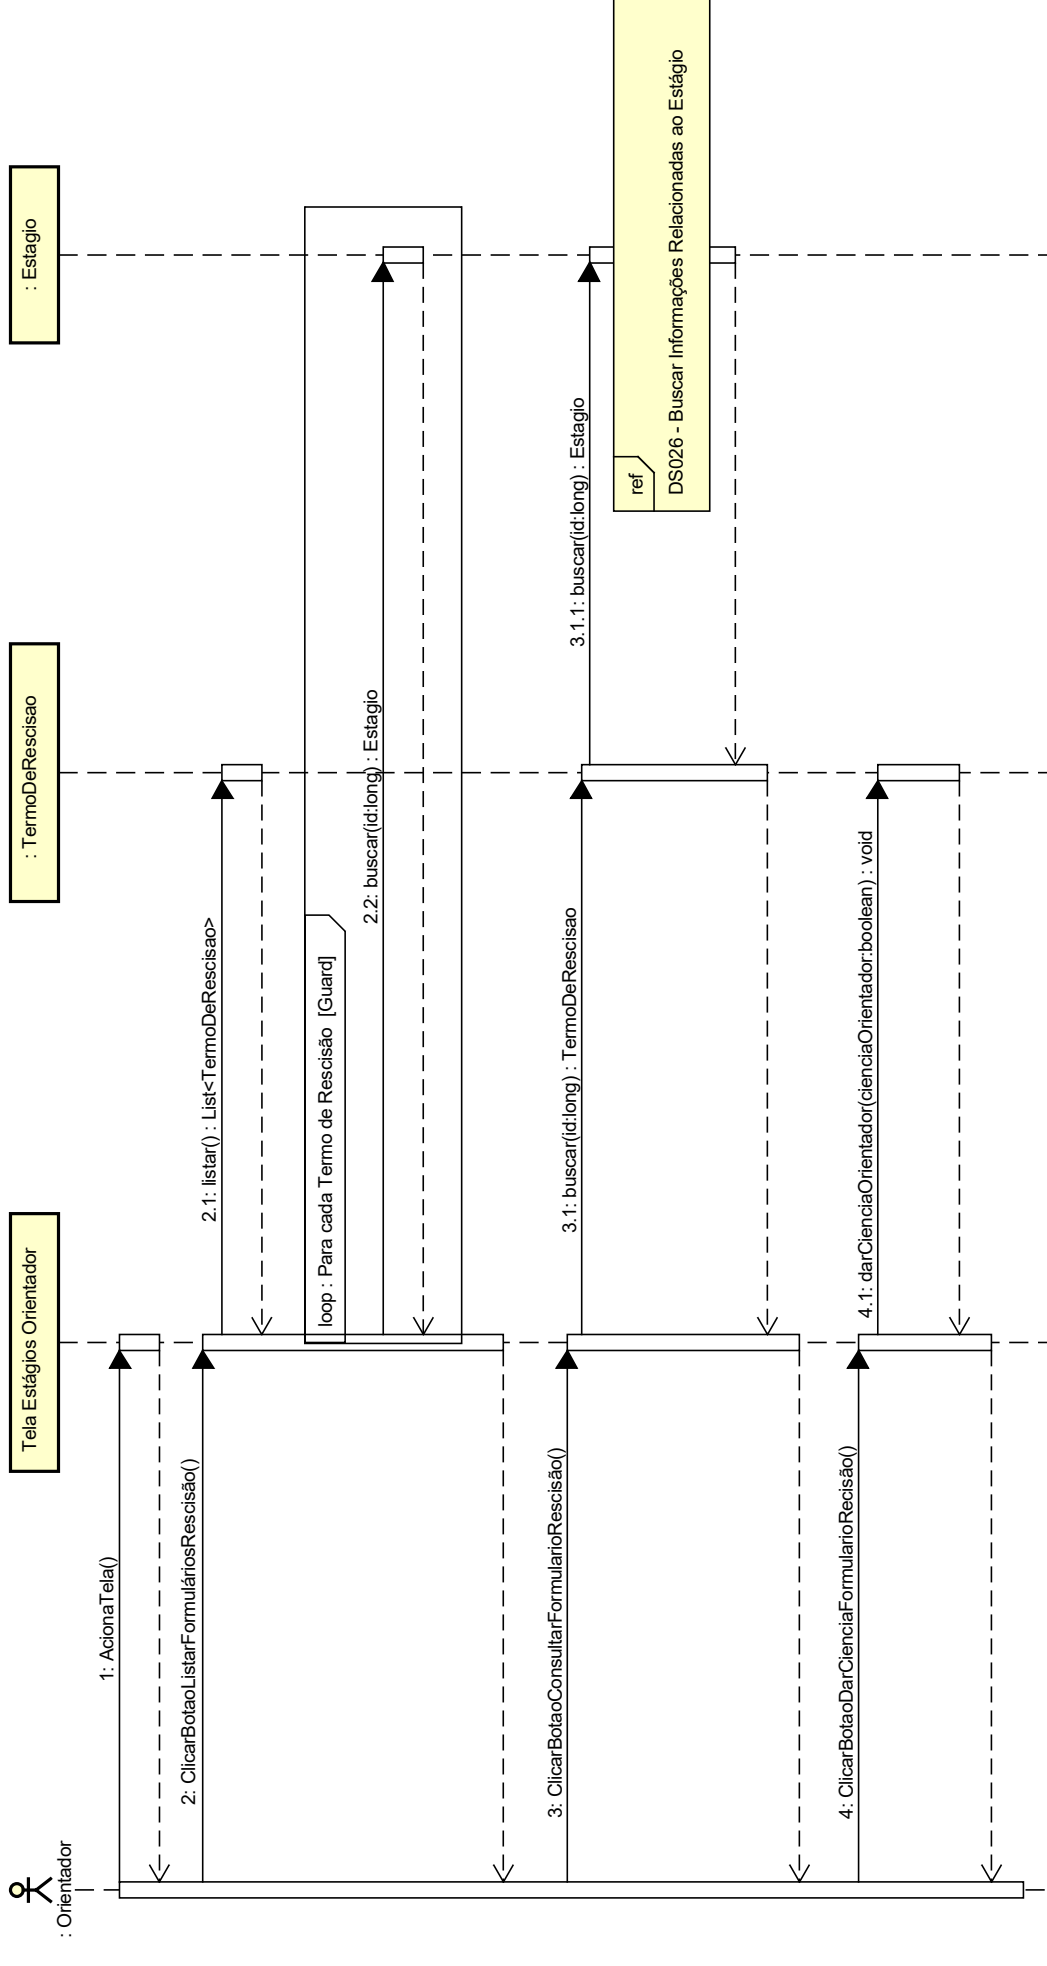 : Orientador
Tela Estágios Orientador
: TermoDeRescisao
: Estagio
1: AcionaTela()
2: ClicarBotaoListarFormuláriosRescisão()
2.1: listar() : List<TermoDeRescisao>
loop : Para cada Termo de Rescisão [Guard]
2.2: buscar(id:long) : Estagio
3: ClicarBotaoConsultarFormularioRescisão()
3.1: buscar(id:long) : TermoDeRescisao
3.1.1: buscar(id:long) : Estagio
ref
DS026 - Buscar Informações Relacionadas ao Estágio
4: ClicarBotaoDarCienciaFormularioRecisão()
4.1: darCienciaOrientador(cienciaOrientador:boolean) : void